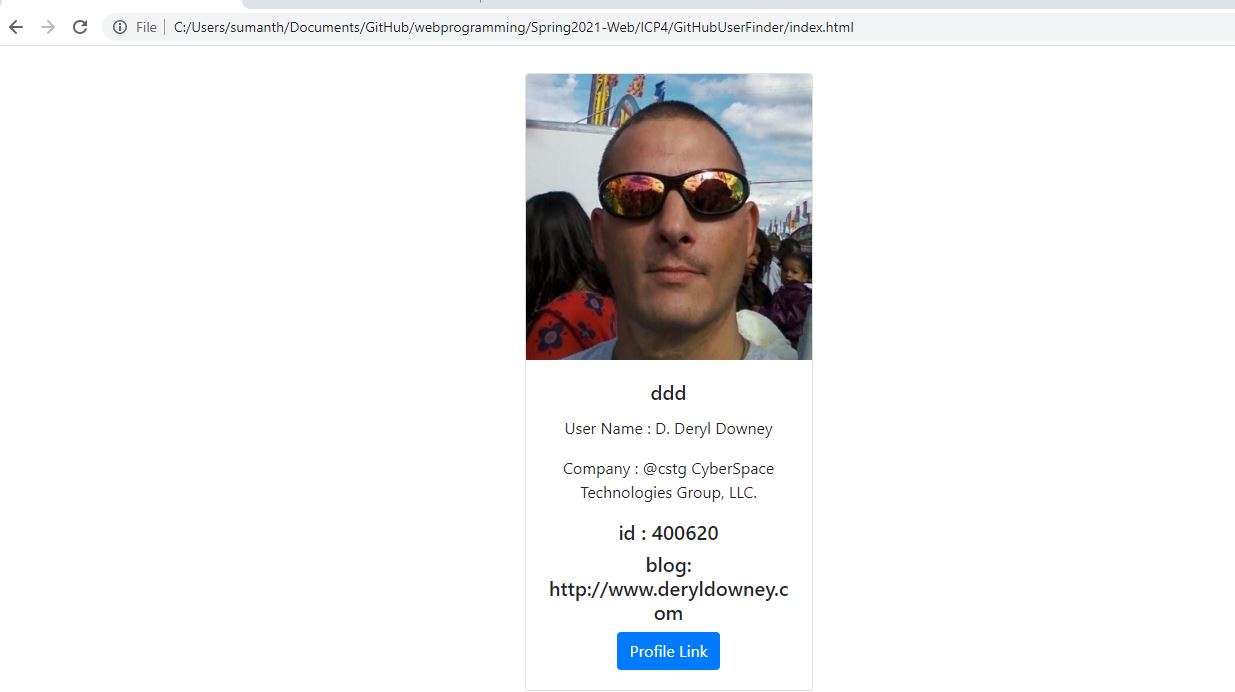 File
C:/Users/sumanth/Documents/GitHub/webprogramming/Spring2021-Web/ICP4/GitHubUserFinder/index.html
ddd
User Name : D. Deryl Downey
Company : @cstg CyberSpace
Technologies Group, LLC.
id : 400620
blog:
http://www.deryldowney.c
om
Profile Link